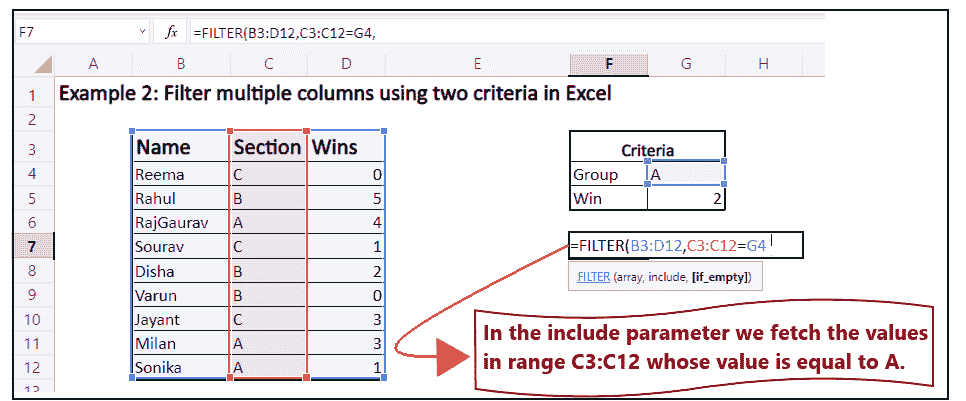 F7 fx =FILTER(B3:D12,C3:C12=G4,
A B C D E F G H
1 Example 2: Filter multiple columns using two criteria in Excel
2
3 Name Section Wins Criteria
4 Reema C 0 Group A
5 Rahul B 5 Win 2
6 RajGaurav A 4
7 Sourav C 1 =FILTER(B3:D12,C3:C12=G4
8 Disha B 2 FILTER (array, include, [if_empty])
9 Varun B 0
10 Jayant C 3
11 Milan A 3
12 Sonika A 1
In the include parameter we fetch the values
in range C3:C12 whose value is equal to A.